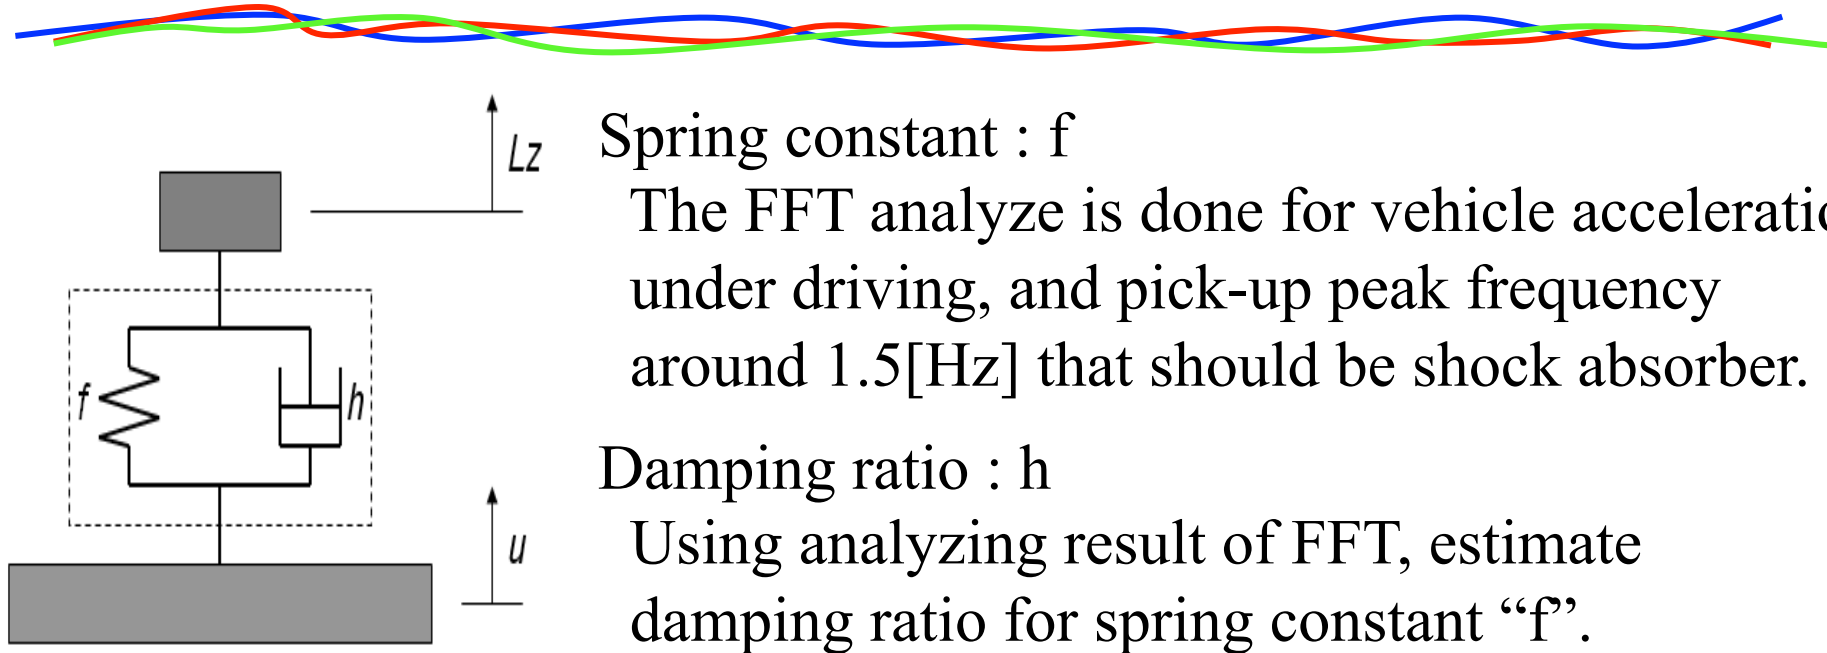 Lz
f
h
u
Spring constant : f
The FFT analyze is done for vehicle acceleratio
under driving, and pick-up peak frequency
around 1.5[Hz] that should be shock absorber.
Damping ratio : h
Using analyzing result of FFT, estimate
damping ratio for spring constant “f”.